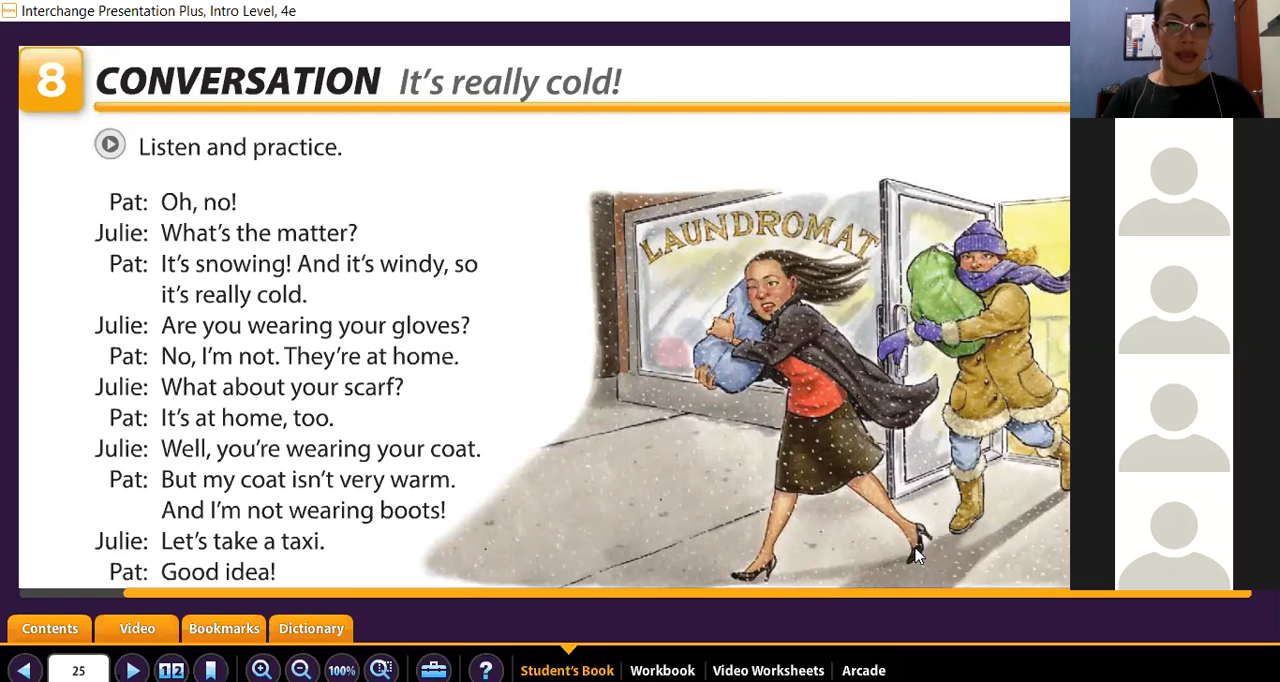 Interchange Presentation Plus, Intro Level, 4e
8 CONVERSATION It's really cold!
Listen and practice.
Pat: Oh, no!
Julie: What's the matter?
Pat: It's snowing! And it's windy, so
it's really cold.
Julie: Are you wearing your gloves?
Pat: No, I'm not. They're at home.
Julie: What about your scarf?
Pat: It's at home, too.
Julie: Well, you're wearing your coat.
Pat: But my coat isn't very warm.
And I'm not wearing boots!
Julie: Let's take a taxi.
Pat: Good idea!
LAUNDROMAT
Contents Video Bookmarks Dictionary
25 1 2 100% ? Student's Book Workbook Video Worksheets Arcade